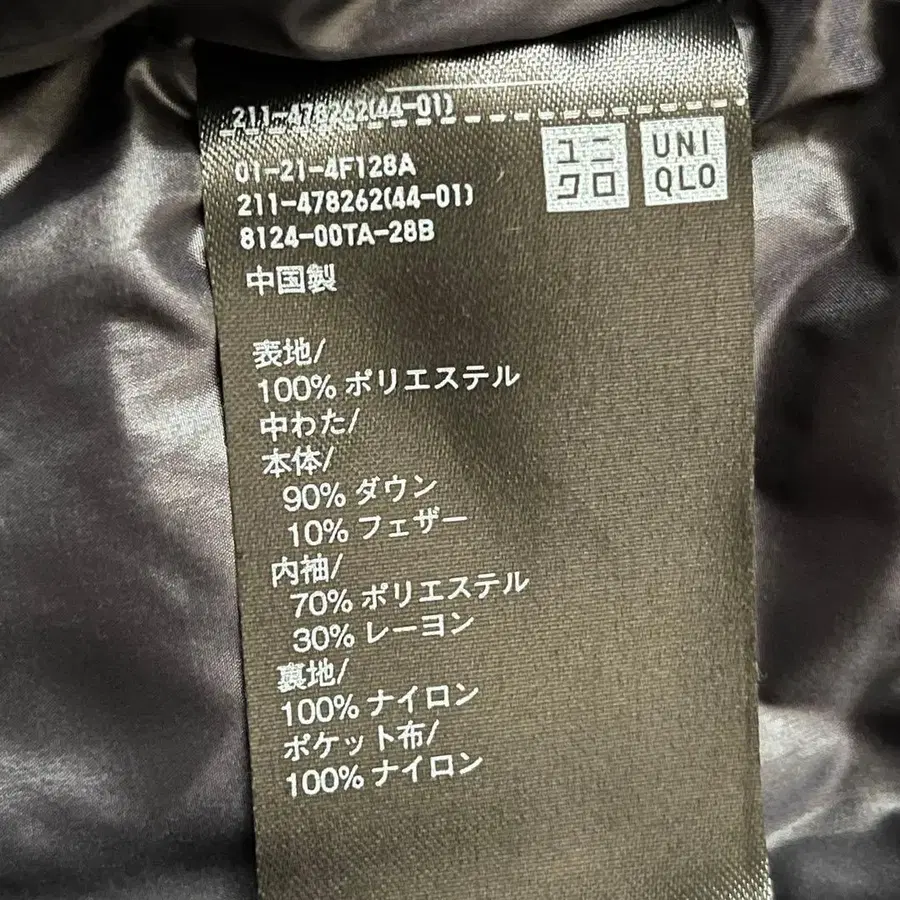 211-478262(44-01)
01-21-4F128A
211-478262(44-01)
8124-00TA-28B
中国製
ユニ
クロ
UNI
QLO
表地/
100% ポリエステル
中わた/
本体/
90% ダウン
10% フェザー
内袖/
70% ポリエステル
30% レーヨン
裏地/
100% ナイロン
ポケット布/
100% ナイロン